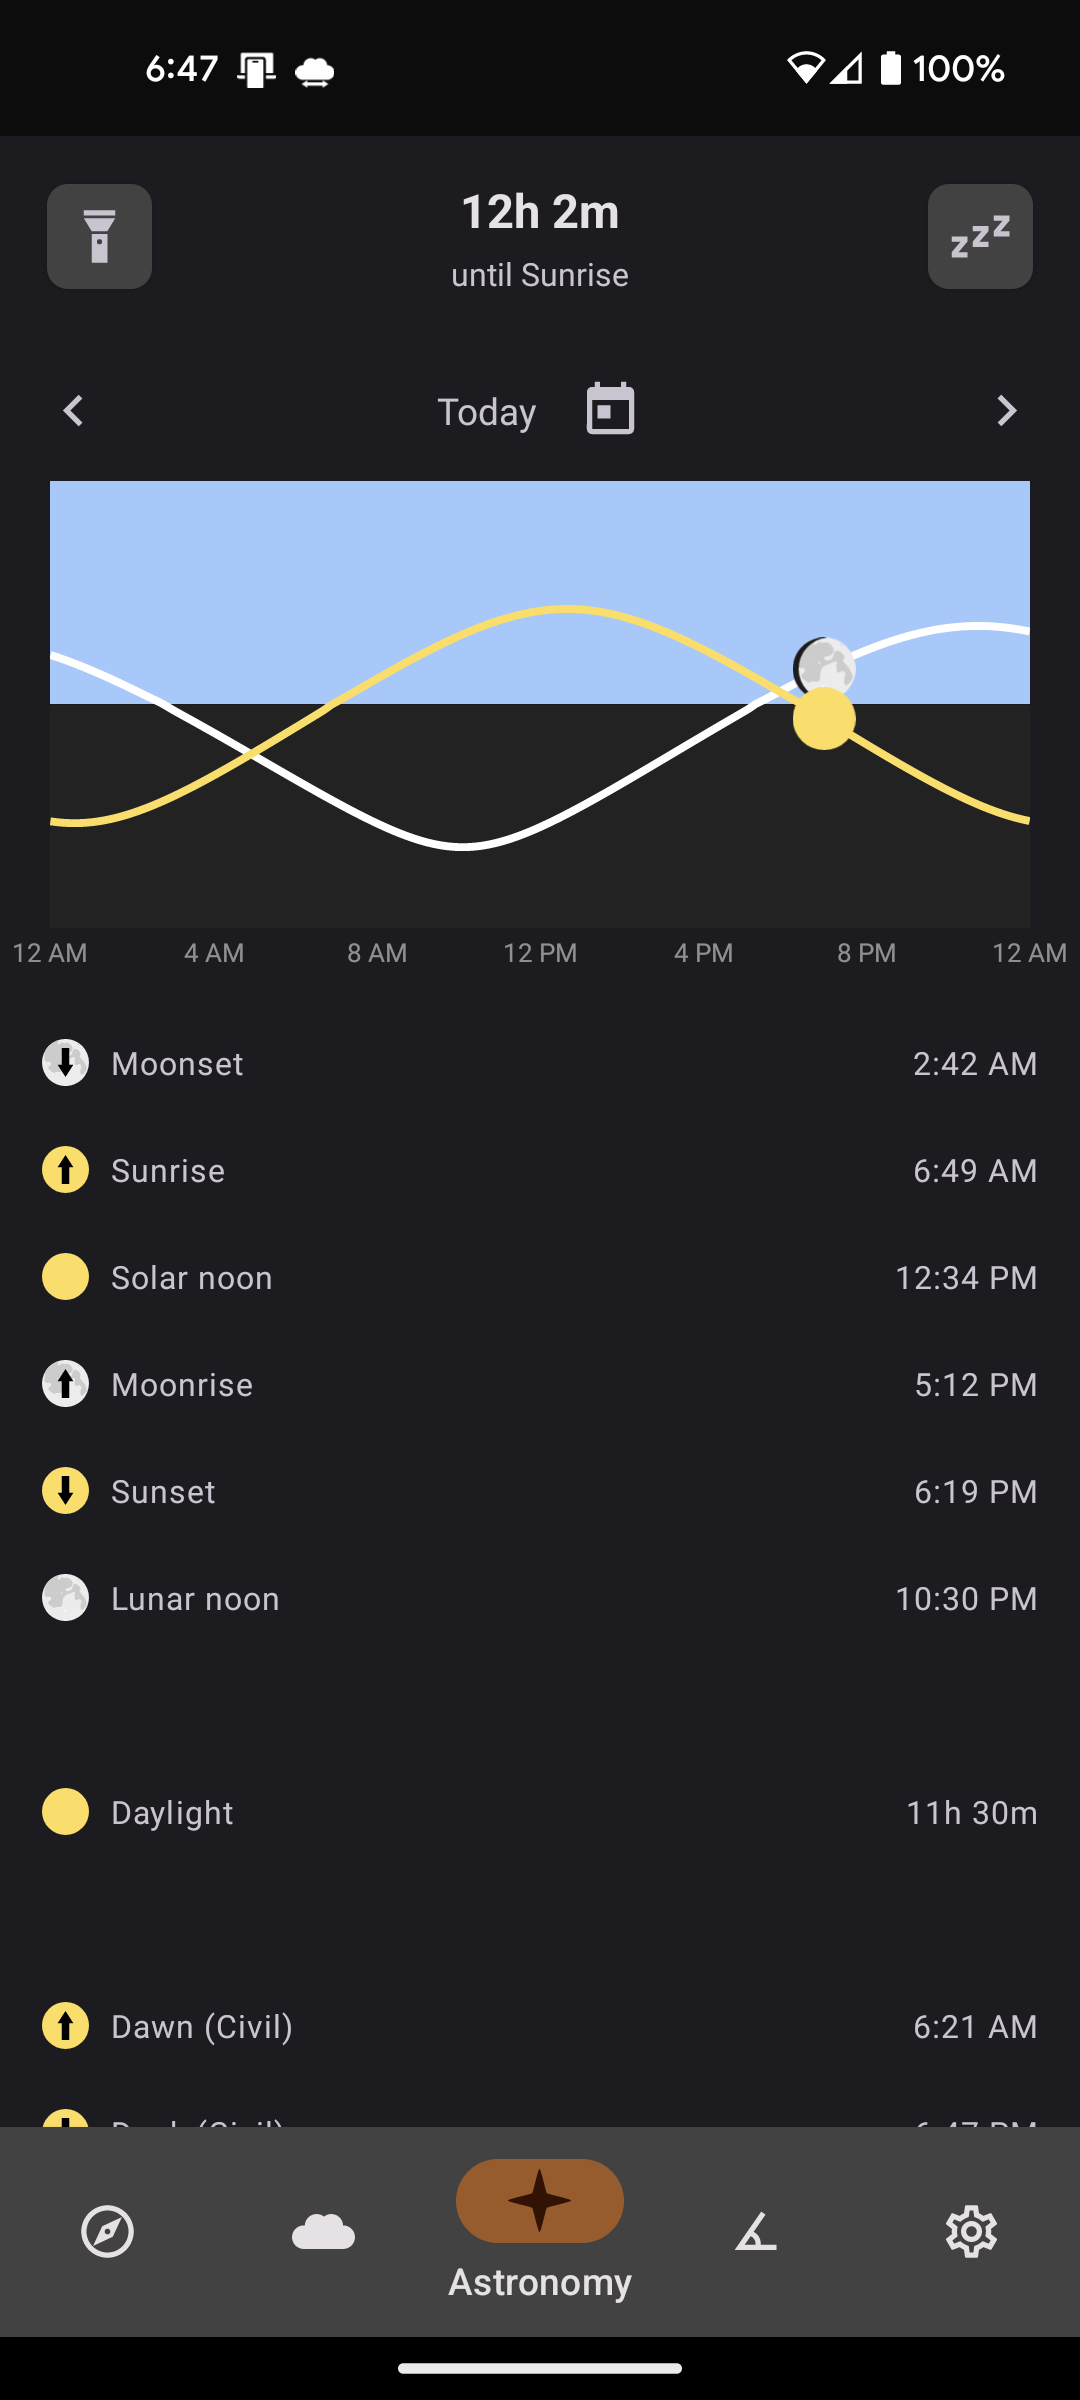 6:47 100%
12h 2m
until Sunrise
zzz
Today
12 AM 4 AM 8 AM 12 PM 4 PM 8 PM 12 AM
Moonset 2:42 AM
Sunrise 6:49 AM
Solar noon 12:34 PM
Moonrise 5:12 PM
Sunset 6:19 PM
Lunar noon 10:30 PM
Daylight 11h 30m
Dawn (Civil) 6:21 AM
Astronomy